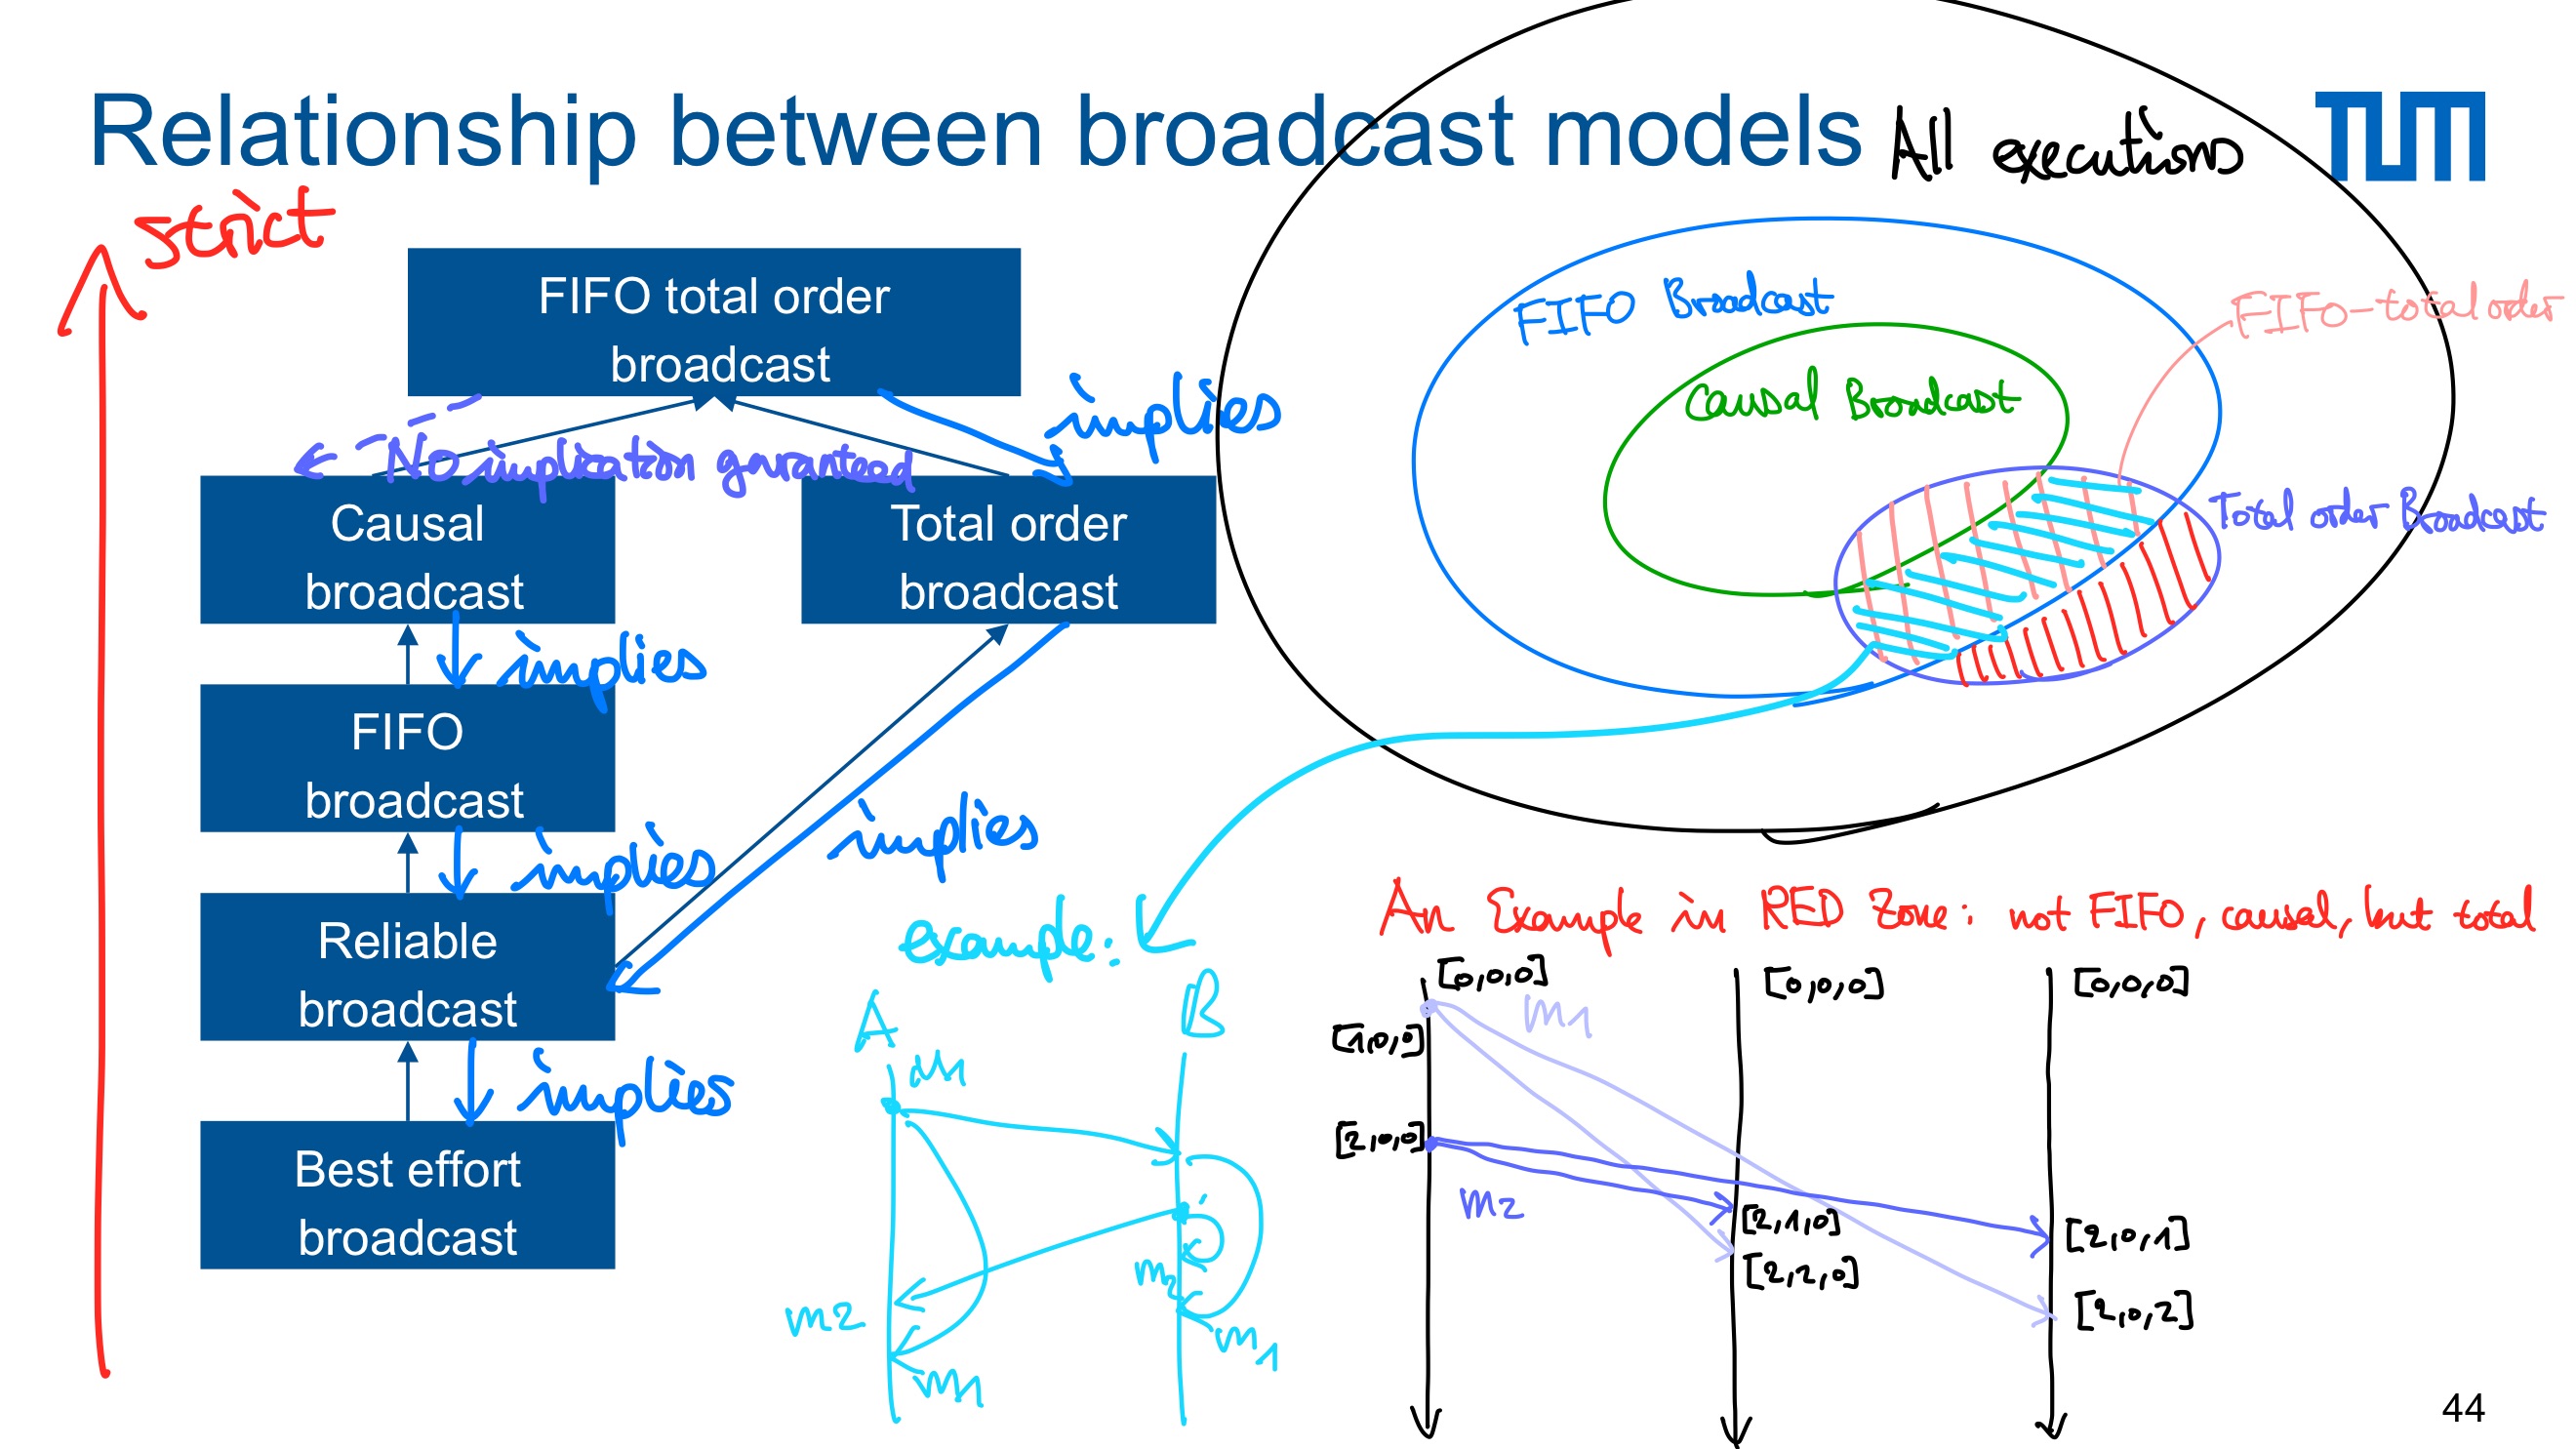 Relationship between broadcast models
All executions
TUM
strict
FIFO total order
broadcast
implies
No implication garanteed
Causal
broadcast
Total order
broadcast
implies
FIFO
broadcast
implies
implies
Reliable
broadcast
implies
Best effort
broadcast
FIFO Broadcast
FIFO-total order
Causal Broadcast
Total order Broadcast
example:
A
B
m1
m2
m2
m1
m1
An Example in RED Zone: not FIFO, causal, but total
[0,0,0]
[0,0,0]
[0,0,0]
m1
[1,0,0]
[2,0,0]
m2
[2,1,0]
[2,0,1]
[2,2,0]
[2,0,2]
44